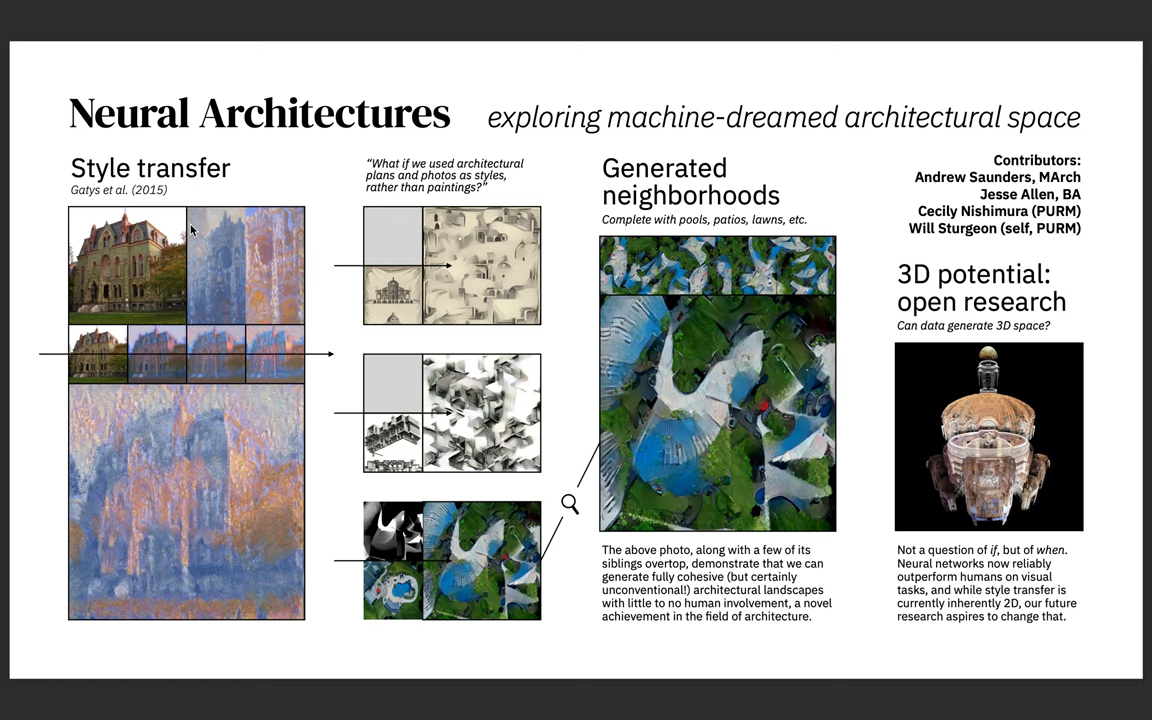 Neural Architectures
exploring machine-dreamed architectural space
Style transfer
Gatys et al. (2015)
“What if we used architectural
plans and photos as styles,
rather than paintings?”
Generated
neighborhoods
Complete with pools, patios, lawns, etc.
The above photo, along with a few of its
siblings overtop, demonstrate that we can
generate fully cohesive (but certainly
unconventional!) architectural landscapes
with little to no human involvement, a novel
achievement in the field of architecture.
Contributors:
Andrew Saunders, MArch
Jesse Allen, BA
Cecily Nishimura (PURM)
Will Sturgeon (self, PURM)
3D potential:
open research
Can data generate 3D space?
Not a question of if, but of when.
Neural networks now reliably
outperform humans on visual
tasks, and while style transfer is
currently inherently 2D, our future
research aspires to change that.